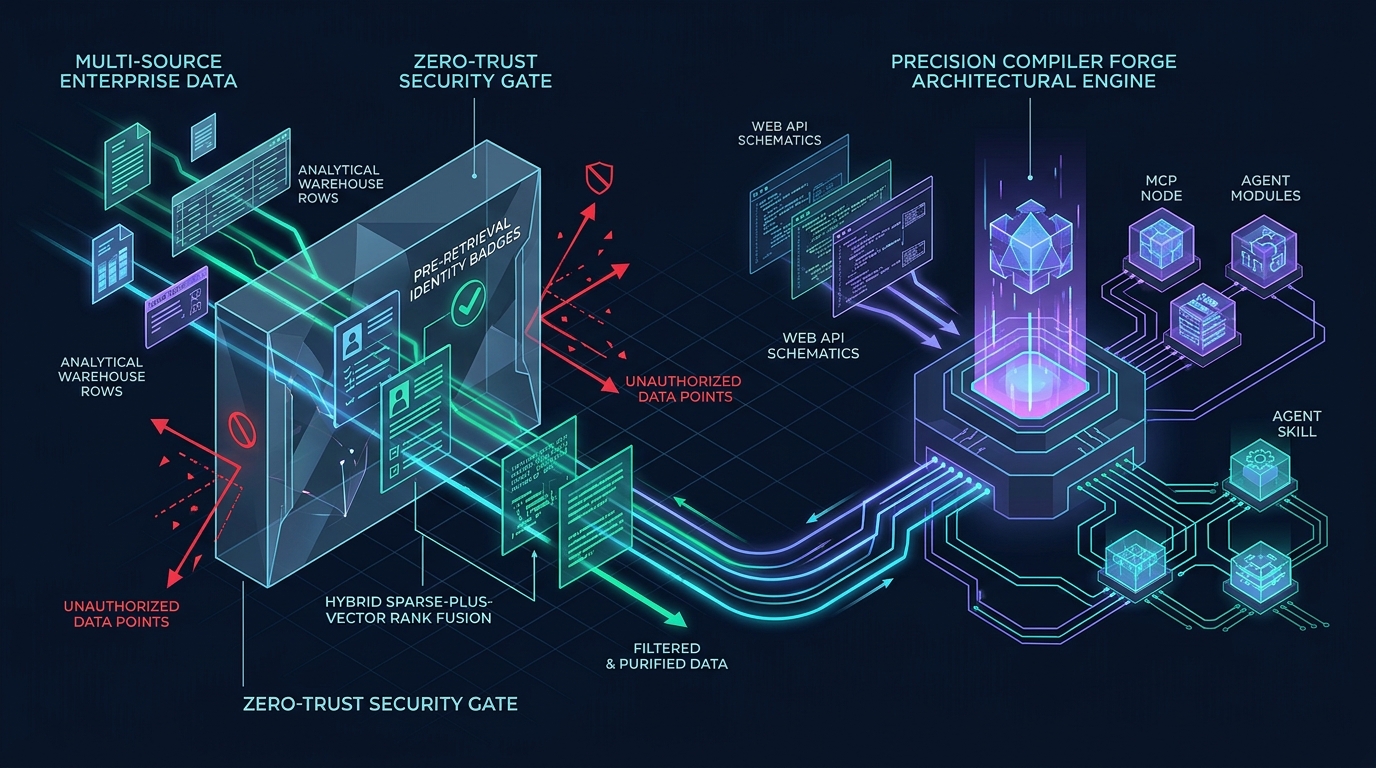 MULTI-SOURCE
ENTERPRISE DATA
ZERO-TRUST
SECURITY GATE
PRECISION COMPILER FORGE
ARCHITECTURAL ENGINE
WEB API
SCHEMATICS
ANALYTICAL
WAREHOUSE
ROWS
MCP
NODE
AGENT
MODULES
PRE-RETRIEVAL
IDENTITY BADGES
WEB API
SCHEMATICS
ANALYTICAL
WAREHOUSE
ROWS
UNAUTHORIZED
DATA POINTS
AGENT
SKILL
UNAUTHORIZED
DATA POINTS
HYBRID SPARSE-PLUS-
VECTOR RANK FUSION
FILTERED
& PURIFIED DATA
ZERO-TRUST SECURITY GATE